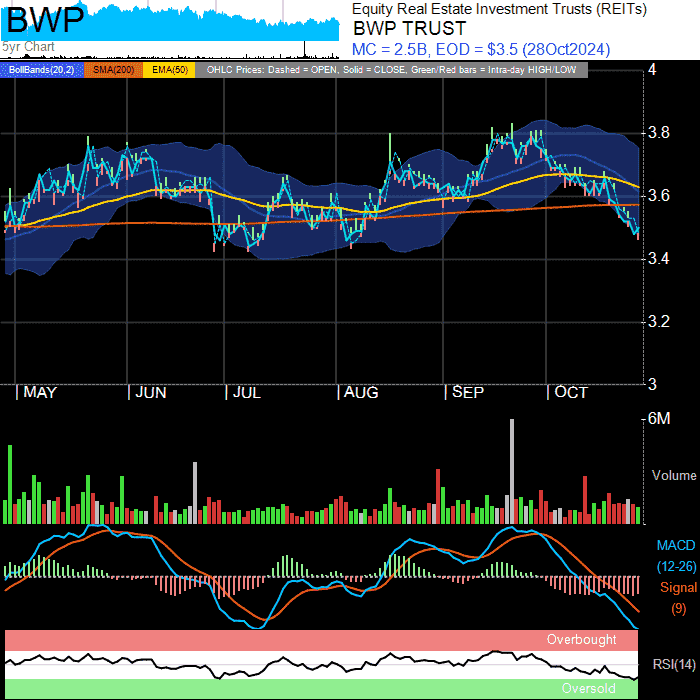 BWP
5yr Chart
Equity Real Estate Investment Trusts (REITs)
BWP TRUST
MC = 2.5B, EOD = $3.5 (28Oct2024)
BollBands(20,2) SMA(200) EMA(50) OHLC Prices: Dashed = OPEN, Solid = CLOSE, Green/Red bars = Intra-day HIGH/LOW
4
3.8
3.6
3.4
3.2
3
MAY JUN JUL AUG SEP OCT
6M
Volume
MACD
(12-26)
Signal
(9)
Overbought
RSI(14)
Oversold